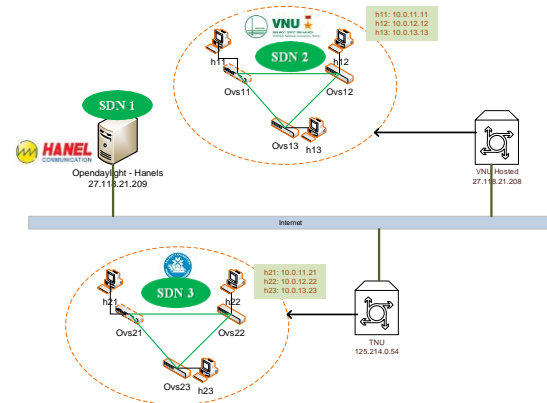 VNU
h11: 10.0.11.11
h12: 10.0.12.12
h13: 10.0.13.13
h11
SDN 2
h12
Ovs11
Ovs12
Ovs13
h13
SDN 1
HANEL
COMMUNICATION
Opendaylight - Hanels
27.118.21.209
VNU Hosted
27.118.21.208
Internet
h21: 10.0.11.21
h22: 10.0.12.22
h23: 10.0.13.23
SDN 3
h21
h22
Ovs21
Ovs22
Ovs23
h23
TNU
125.214.0.54